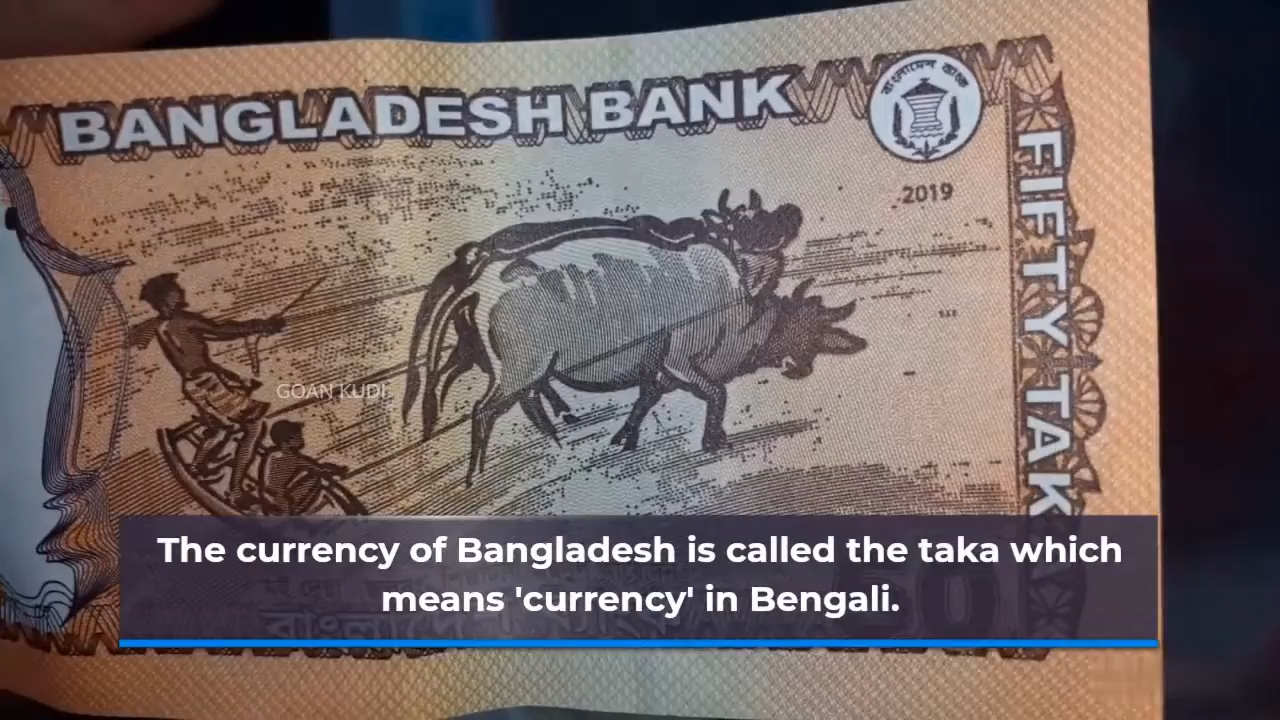 BANGLADESH BANK
বাংলাদেশ ব্যাংক
2019
FIFTY TAK
GOAN KUDI
The currency of Bangladesh is called the taka which
means 'currency' in Bengali.
50